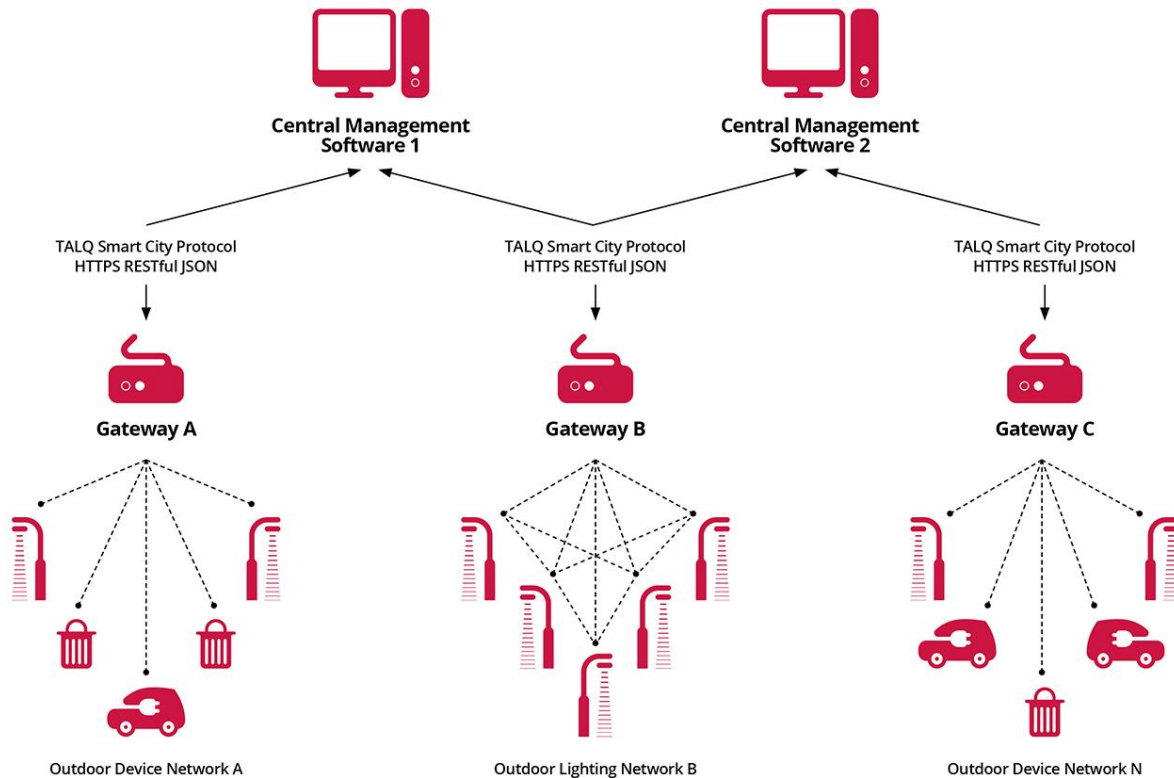 Central Management
Software 1
Central Management
Software 2
TALQ Smart City Protocol
HTTPS RESTful JSON
TALQ Smart City Protocol
HTTPS RESTful JSON
TALQ Smart City Protocol
HTTPS RESTful JSON
Gateway A
Gateway B
Gateway C
Outdoor Device Network A
Outdoor Lighting Network B
Outdoor Device Network N